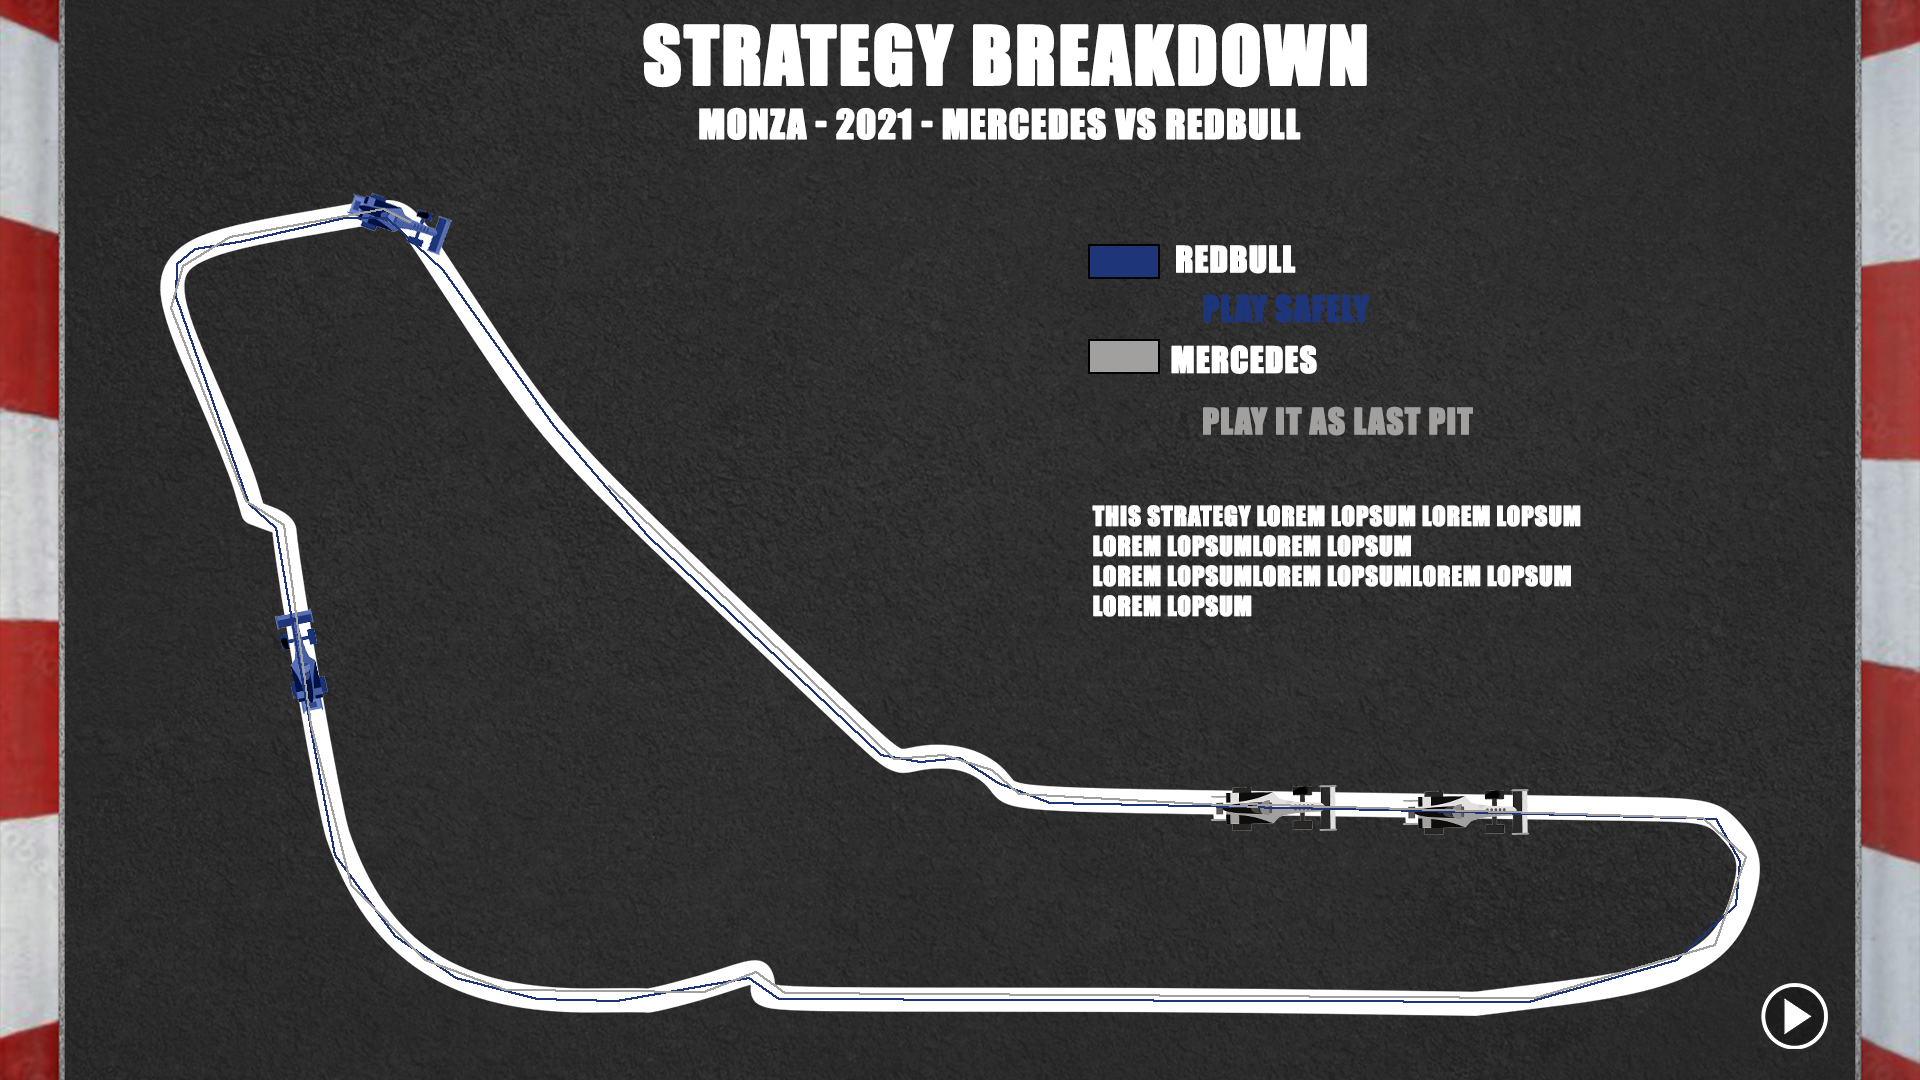 STRATEGY BREAKDOWN
MONZA - 2021 - MERCEDES VS REDBULL
REDBULL
PLAY SAFELY
MERCEDES
PLAY IT AS LAST PIT
THIS STRATEGY LOREM LOPSUM LOREM LOPSUM
LOREM LOPSUMLOREM LOPSUM
LOREM LOPSUMLOREM LOPSUMLOREM LOPSUM
LOREM LOPSUM